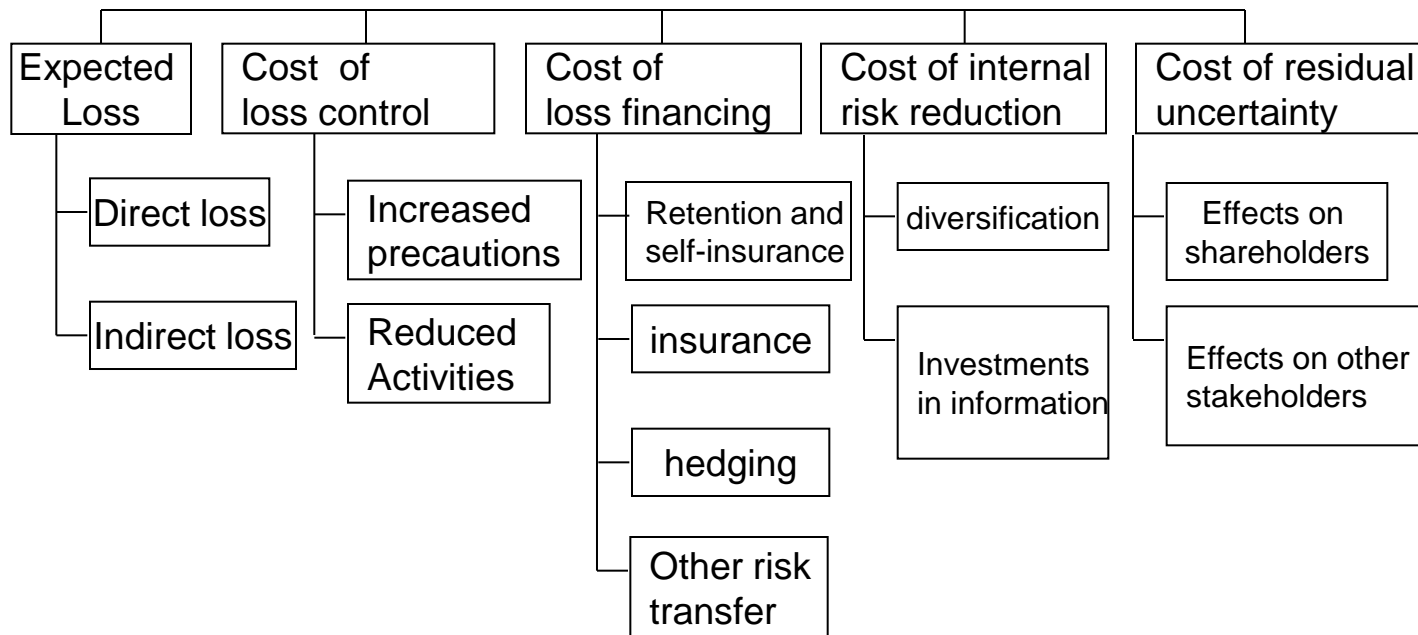 Expected
Loss
Cost of
loss control
Cost of
loss financing
Cost of internal
risk reduction
Cost of residual
uncertainty
Direct loss
Indirect loss
Increased
precautions
Reduced
Activities
Retention and
self-insurance
insurance
hedging
Other risk
transfer
diversification
Investments
in information
Effects on
shareholders
Effects on other
stakeholders